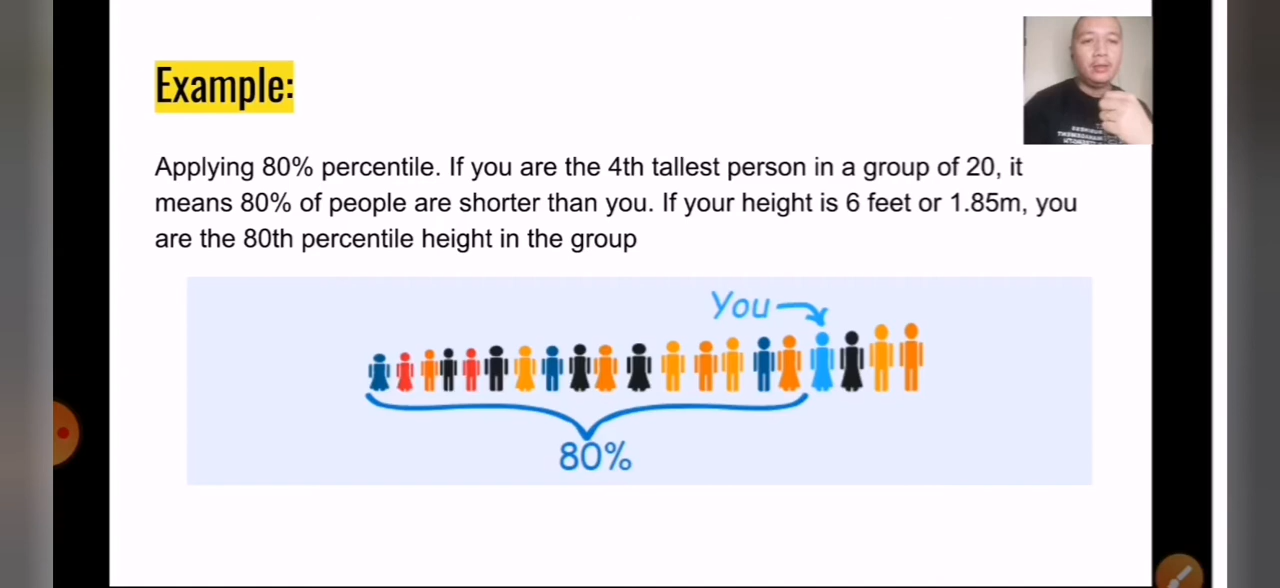 Example:
Applying 80% percentile. If you are the 4th tallest person in a group of 20, it
means 80% of people are shorter than you. If your height is 6 feet or 1.85m, you
are the 80th percentile height in the group
You
80%